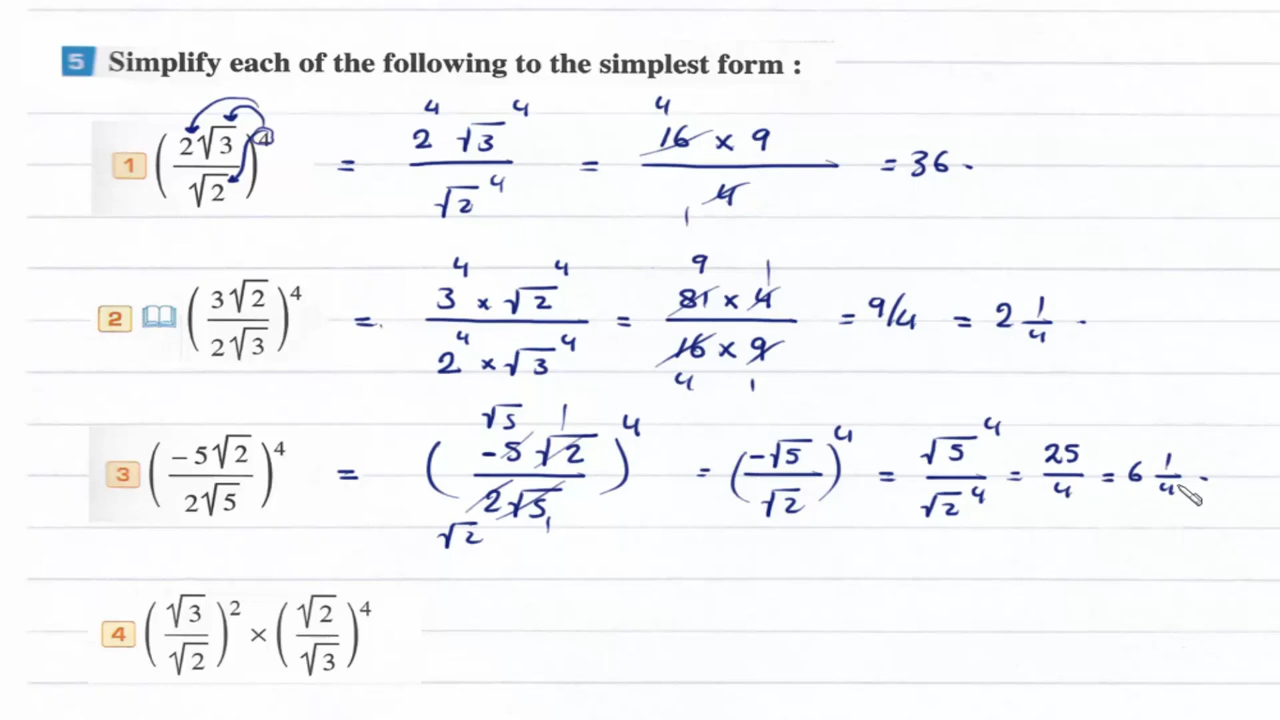 5 Simplify each of the following to the simplest form :
1 (2√3 / √2)^4 = 2^4 √3^4 / √2^4 = 16 × 9 / 4 = 36 .
2 (3√2 / 2√3)^4 = 3^4 × √2^4 / 2^4 × √3^4 = 81 × 4 / 16 × 9 = 9/4 = 2 1/4 .
3 (-5√2 / 2√5)^4 = (-5√2 / 2√5)^4 = (-√5 / √2)^4 = √5^4 / √2^4 = 25/4 = 6 1/4 .
4 (√3 / √2)^2 × (√2 / √3)^4